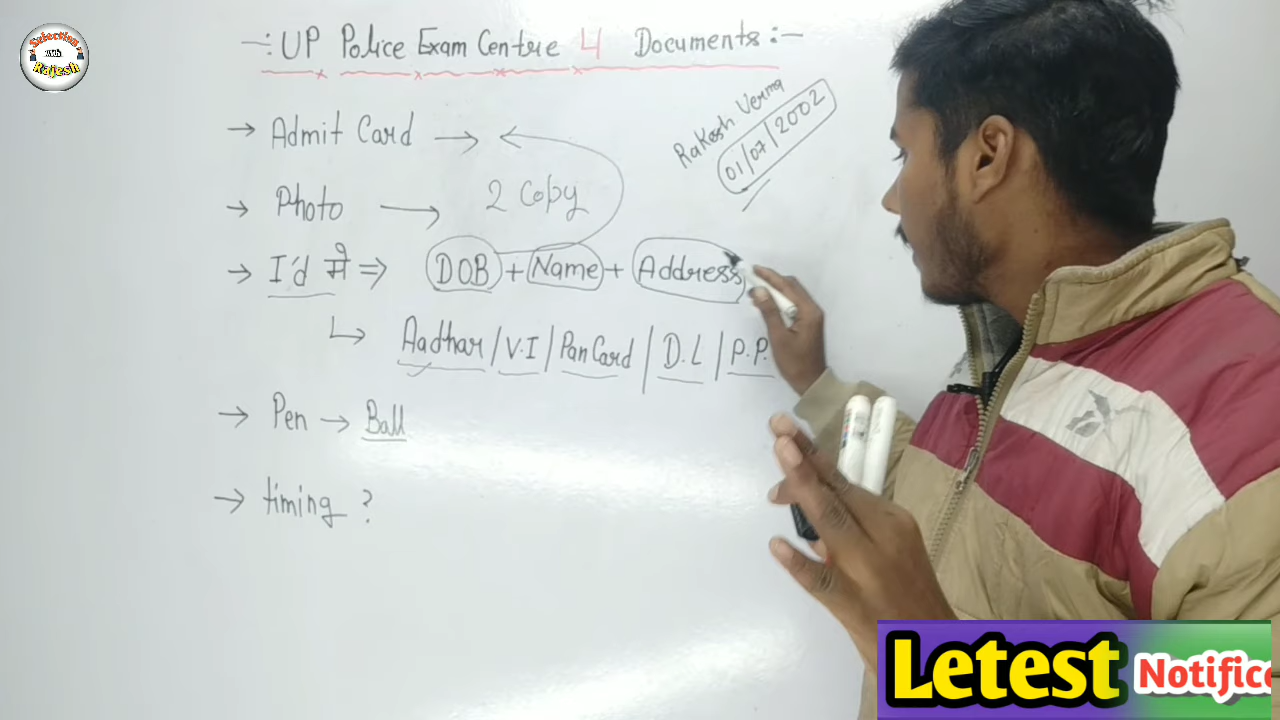 Selection
With
Rajesh
-: UP Police Exam Centre 4 Documents :-
Rakesh Verma
01/07/2002
→ Admit Card →
→ Photo → 2 Copy
→ I'd में ⇒ DOB + Name + Address
↳ Aadhar / V.I / Pan Card / D.L / P.P.
→ Pen → Ball
→ timing ?
Letest Notifice